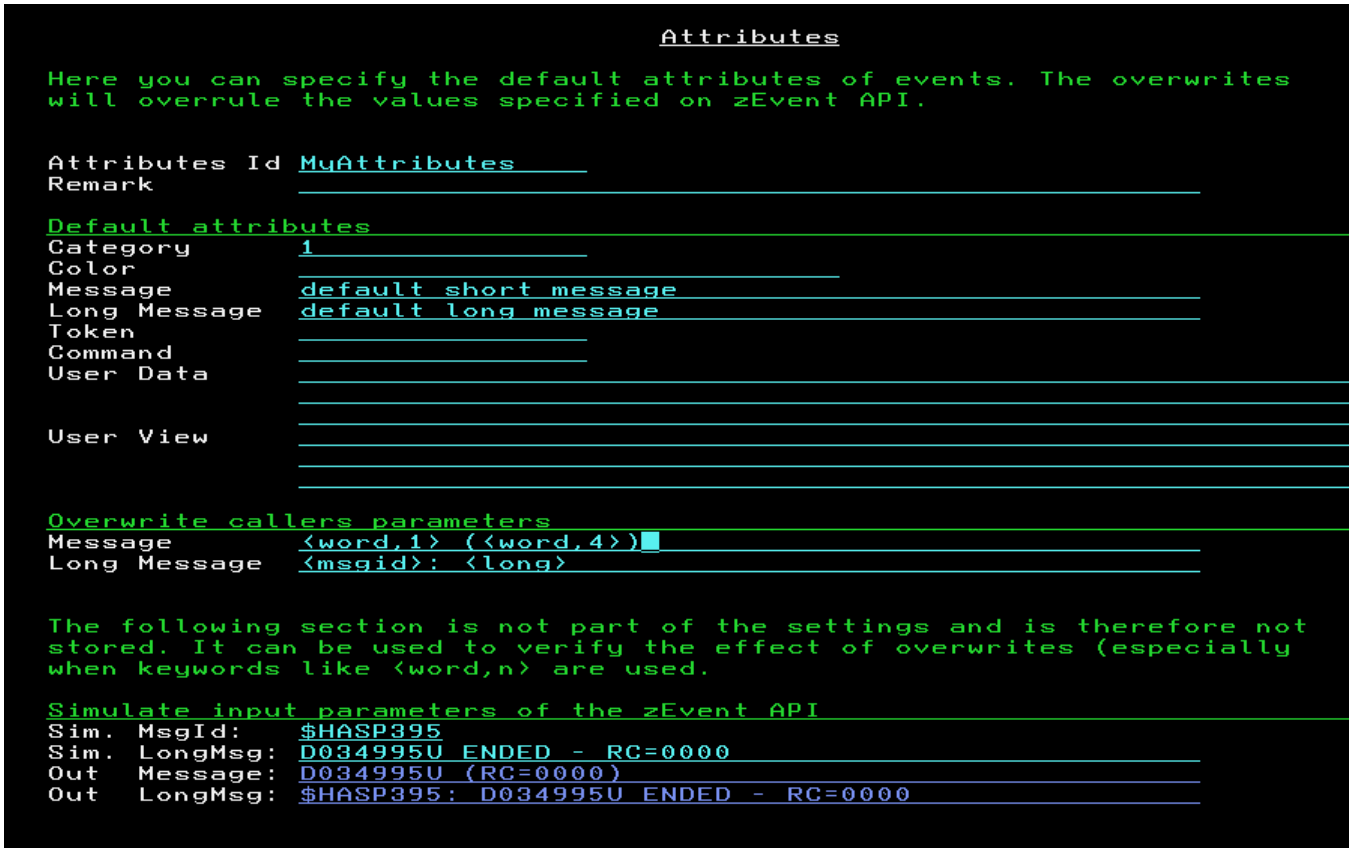 Attributes
Here you can specify the default attributes of events. The overwrites
will overrule the values specified on zEvent API.
Attributes Id MyAttributes
Remark
Default attributes
Category 1
Color
Message default short message
Long Message default long message
Token
Command
User Data
User View
Overwrite callers parameters
Message <word,1> (<word,4>)
Long Message <msgid>: <long>
The following section is not part of the settings and is therefore not
stored. It can be used to verify the effect of overwrites (especially
when keywords like <word,n> are used.
Simulate input parameters of the zEvent API
Sim. MsgId: $HASP395
Sim. LongMsg: D034995U ENDED - RC=0000
Out Message: D034995U (RC=0000)
Out LongMsg: $HASP395: D034995U ENDED - RC=0000